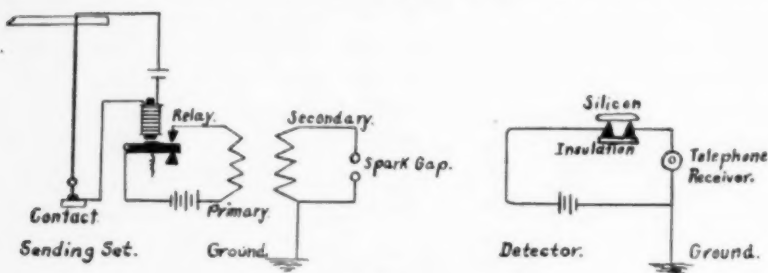 Relay.
Secondary.
Spark Gap.
Contact.
Primary.
Sending Set.
Ground.
Silicon
Insulation
Telephone
Receiver.
Detector.
Ground.